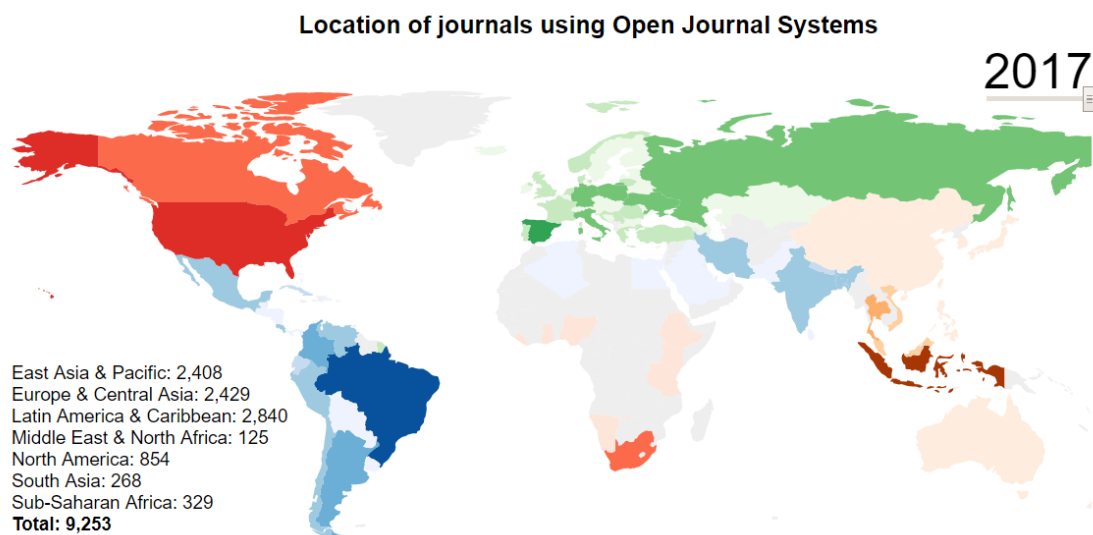 Location of journals using Open Journal Systems
2017
East Asia & Pacific: 2,408
Europe & Central Asia: 2,429
Latin America & Caribbean: 2,840
Middle East & North Africa: 125
North America: 854
South Asia: 268
Sub-Saharan Africa: 329
Total: 9,253